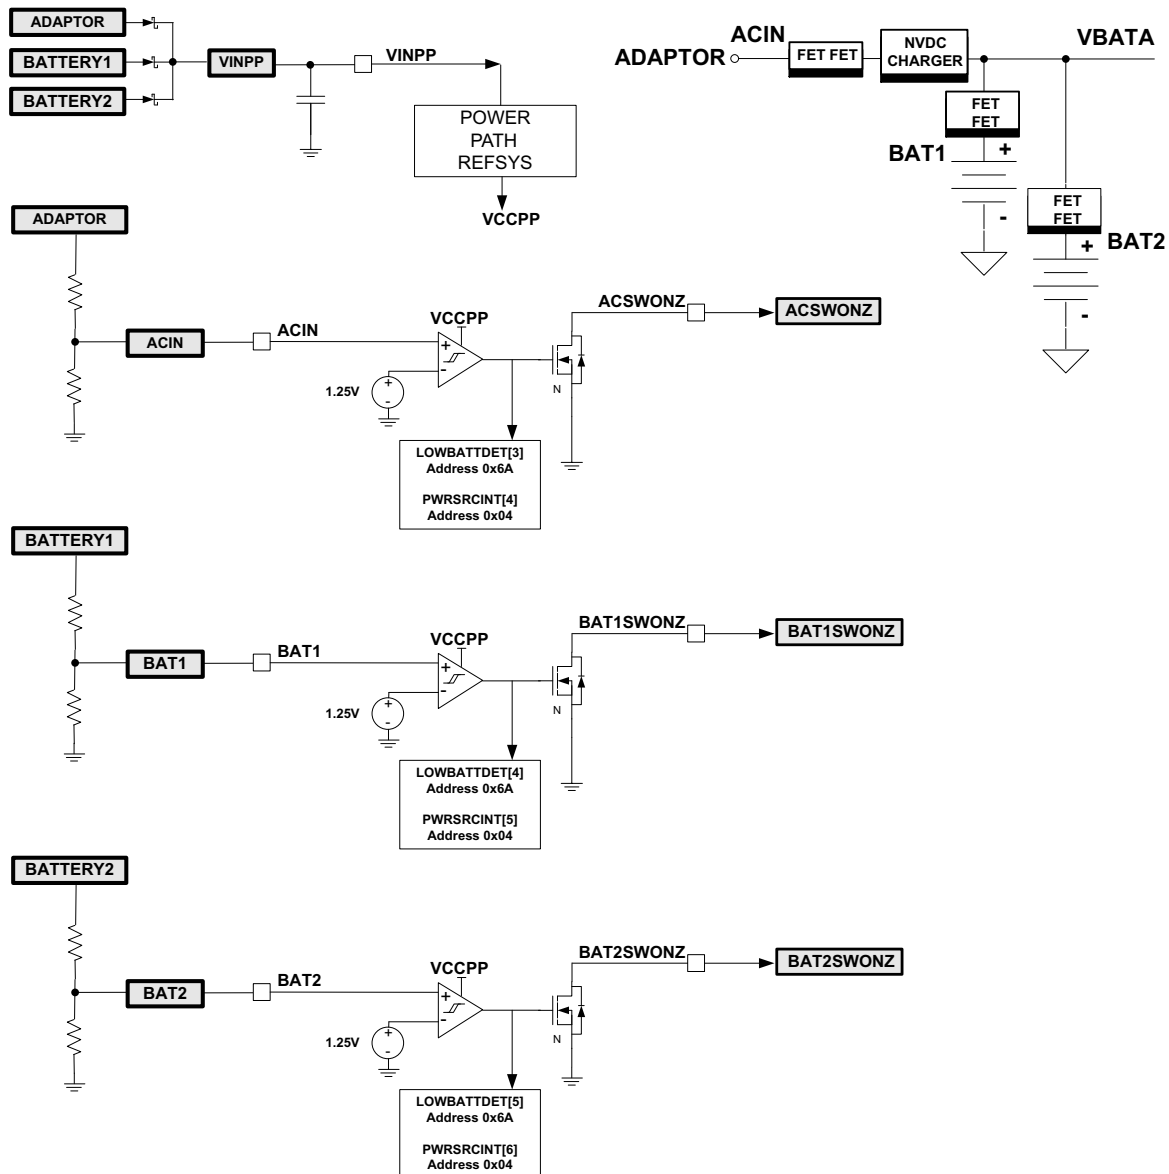 ADAPTOR
BATTERY1
BATTERY2
VINPP
VINPP
POWER
PATH
REFSYS
VCCPP
ACIN
ADAPTOR
FET FET
NVDC
CHARGER
VBATA
FET
FET
BAT1
+
-
FET
FET
BAT2
+
-
ADAPTOR
ACIN
ACIN
VCCPP
+
-
1.25V
+
-
N
ACSWONZ
ACSWONZ
LOWBATTDET[3]
Address 0x6A
PWRSRCINT[4]
Address 0x04
BATTERY1
BAT1
BAT1
VCCPP
+
-
1.25V
+
-
N
BAT1SWONZ
BAT1SWONZ
LOWBATTDET[4]
Address 0x6A
PWRSRCINT[5]
Address 0x04
BATTERY2
BAT2
BAT2
VCCPP
+
-
1.25V
+
-
N
BAT2SWONZ
BAT2SWONZ
LOWBATTDET[5]
Address 0x6A
PWRSRCINT[6]
Address 0x04